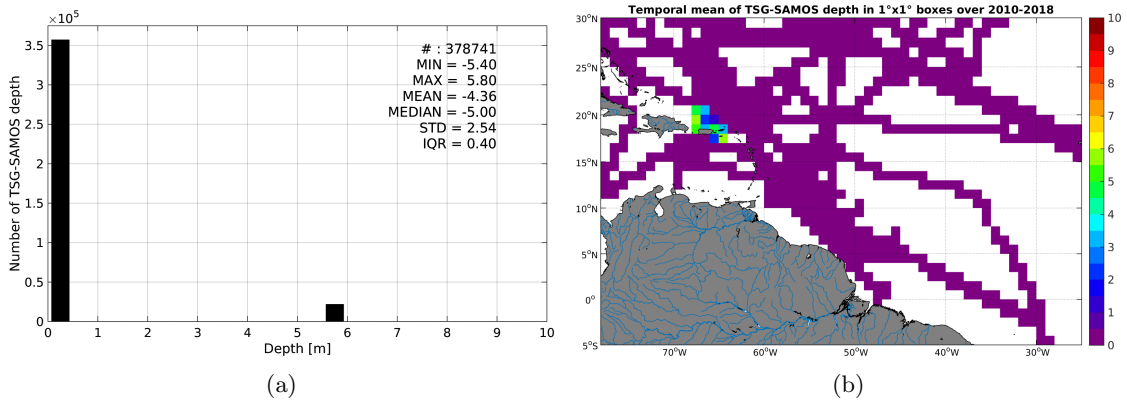 ×10⁵
3.5
3
2.5
2
1.5
1
0.5
0
Number of TSG-SAMOS depth
# : 378741
MIN = -5.40
MAX = 5.80
MEAN = -4.36
MEDIAN = -5.00
STD = 2.54
IQR = 0.40
0 1 2 3 4 5 6 7 8 9 10
Depth [m]
(a)
Temporal mean of TSG-SAMOS depth in 1°x1° boxes over 2010-2018
30°N
25°N
20°N
15°N
10°N
5°N
0°
5°S
70°W 60°W 50°W 40°W 30°W
10
9
8
7
6
5
4
3
2
1
0
(b)